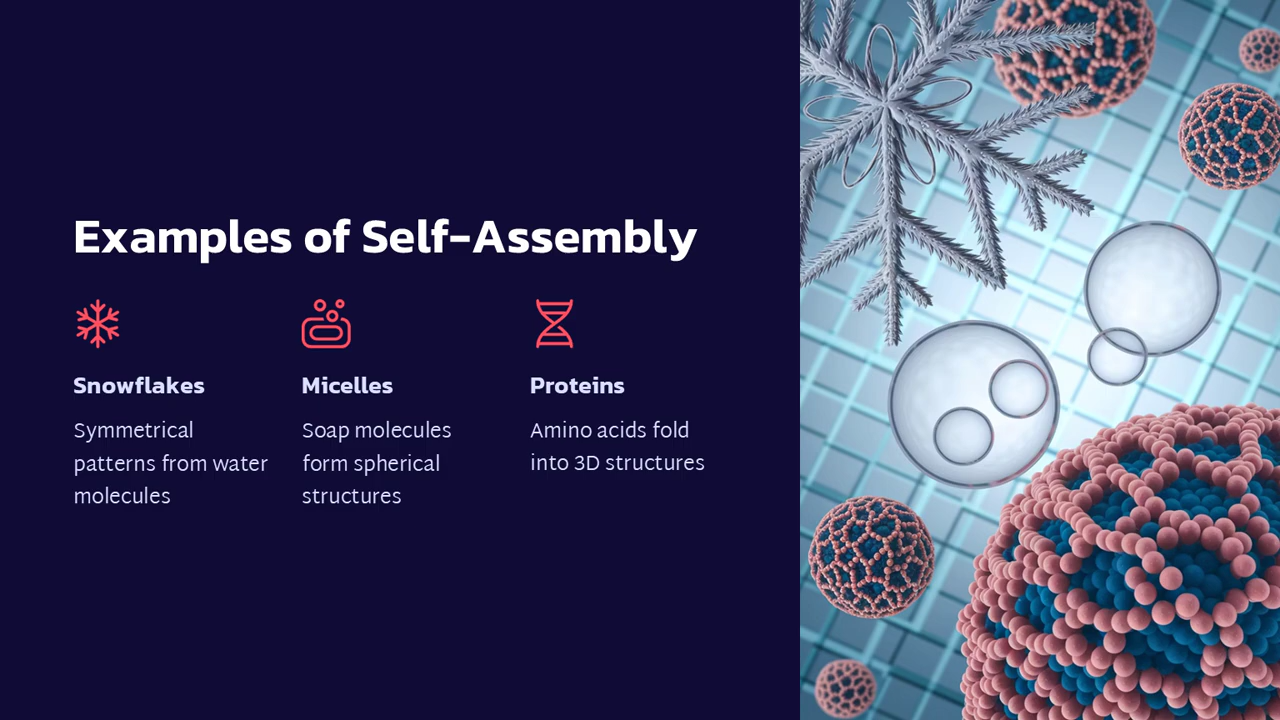 Examples of Self-Assembly
Snowflakes
Symmetrical
patterns from water
molecules
Micelles
Soap molecules
form spherical
structures
Proteins
Amino acids fold
into 3D structures